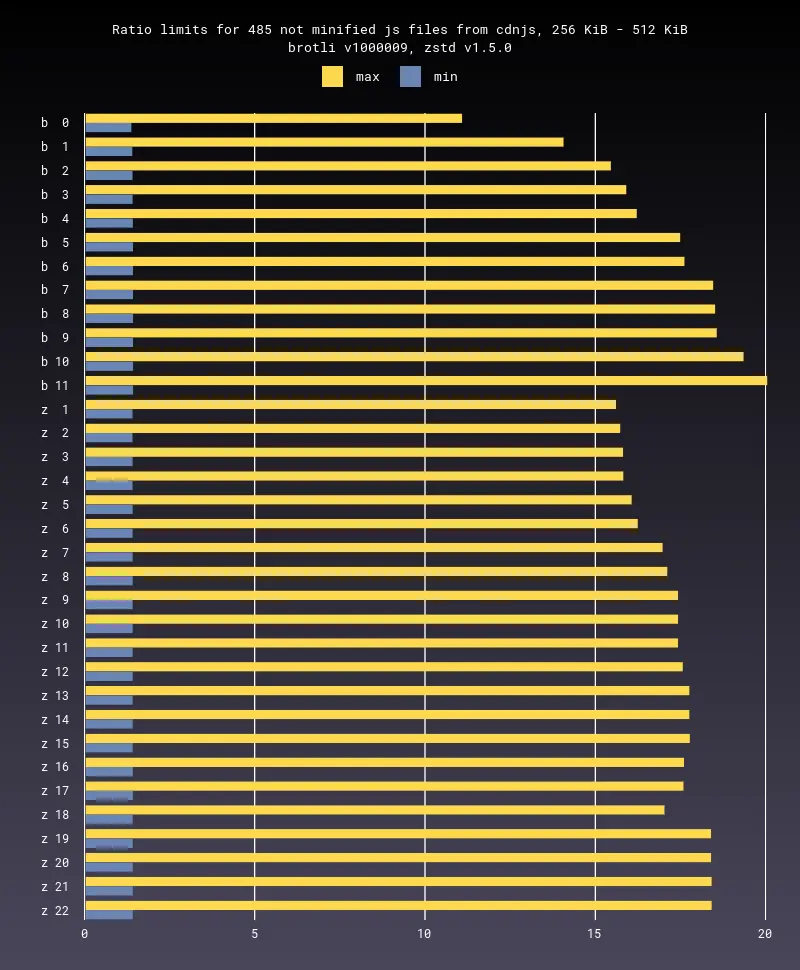 Ratio limits for 485 not minified js files from cdnjs, 256 KiB - 512 KiB
brotli v1000009, zstd v1.5.0
max min
b 0
b 1
b 2
b 3
b 4
b 5
b 6
b 7
b 8
b 9
b 10
b 11
z 1
z 2
z 3
z 4
z 5
z 6
z 7
z 8
z 9
z 10
z 11
z 12
z 13
z 14
z 15
z 16
z 17
z 18
z 19
z 20
z 21
z 22
0 5 10 15 20